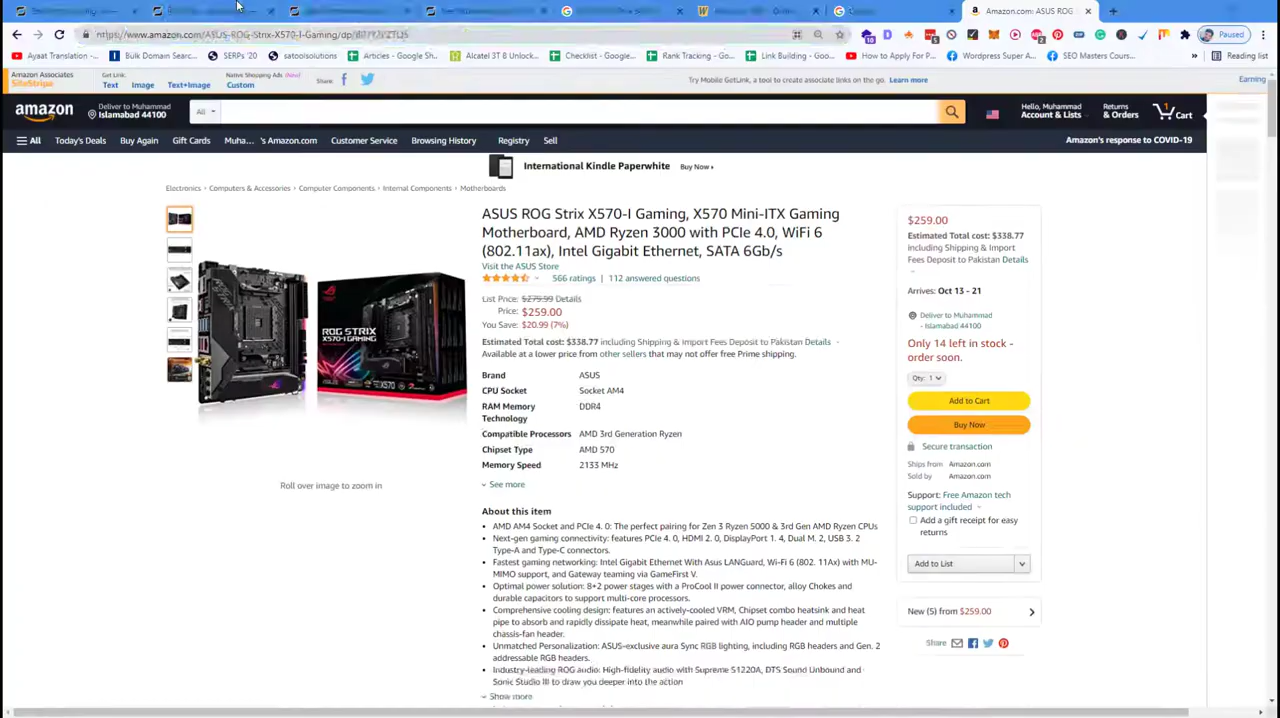 Amazon.com: ASUS ROG
https://www.amazon.com/ASUS-ROG-Strix-X570-I-Gaming/dp/
Paused
Ayaat Translation -...
Bulk Domain Searc...
SERPs '20
satoolsolutions
Articles - Google Sh...
Alcatel 3T 8 Unlock...
Checklist - Google...
Rank Tracking - Goo...
Link Building - Goo...
How to Apply For P...
Wordpress Super A...
SEO Masters Cours...
»
Reading list
Amazon Associates
SiteStripe
Get Link:
Text
Image
Text+Image
Native Shopping Ads (New)
Custom
Share:
Try Mobile GetLink, a tool to create associate links on the go. Learn more
Earning
amazon
Deliver to Muhammad
Islamabad 44100
All
Hello, Muhammad
Account & Lists
Returns
& Orders
1
Cart
All
Today's Deals
Buy Again
Gift Cards
Muha... 's Amazon.com
Customer Service
Browsing History
Registry
Sell
Amazon's response to COVID-19
International Kindle Paperwhite
Buy Now ›
Electronics › Computers & Accessories › Computer Components › Internal Components › Motherboards
ROG STRIX
X570-I GAMING
Roll over image to zoom in
ASUS ROG Strix X570-I Gaming, X570 Mini-ITX Gaming
Motherboard, AMD Ryzen 3000 with PCIe 4.0, WiFi 6
(802.11ax), Intel Gigabit Ethernet, SATA 6Gb/s
Visit the ASUS Store
566 ratings | 112 answered questions
List Price: $279.99 Details
Price: $259.00
You Save: $20.99 (7%)
Estimated Total cost: $338.77 including Shipping & Import Fees Deposit to Pakistan Details
Available at a lower price from other sellers that may not offer free Prime shipping.
Brand ASUS
CPU Socket Socket AM4
RAM Memory DDR4
Technology
Compatible Processors AMD 3rd Generation Ryzen
Chipset Type AMD 570
Memory Speed 2133 MHz
See more
About this item
• AMD AM4 Socket and PCIe 4. 0: The perfect pairing for Zen 3 Ryzen 5000 & 3rd Gen AMD Ryzen CPUs
• Next-gen gaming connectivity: features PCIe 4. 0, HDMI 2. 0, DisplayPort 1. 4, Dual M. 2, USB 3. 2
Type-A and Type-C connectors.
• Fastest gaming networking: Intel Gigabit Ethernet With Asus LANGuard, Wi-Fi 6 (802. 11Ax) with MU-
MIMO support, and Gateway teaming via GameFirst V.
• Optimal power solution: 8+2 power stages with a ProCool II power connector, alloy Chokes and
durable capacitors to support multi-core processors.
• Comprehensive cooling design: features an actively-cooled VRM, Chipset combo heatsink and heat
pipe to absorb and rapidly dissipate heat, meanwhile paired with AIO pump header and multiple
chassis-fan header.
• Unmatched Personalization: ASUS-exclusive aura Sync RGB lighting, including RGB headers and Gen. 2
addressable RGB headers.
• Industry-leading ROG audio: High-fidelity audio with Supreme S1220A, DTS Sound Unbound and
Sonic Studio III to draw you deeper into the action
Show more
$259.00
Estimated Total cost: $338.77
including Shipping & Import
Fees Deposit to Pakistan Details
Arrives: Oct 13 - 21
Deliver to Muhammad
- Islamabad 44100
Only 14 left in stock -
order soon.
Qty: 1
Add to Cart
Buy Now
Secure transaction
Ships from Amazon.com
Sold by Amazon.com
Support: Free Amazon tech
support included
Add a gift receipt for easy
returns
Add to List
New (5) from $259.00
Share